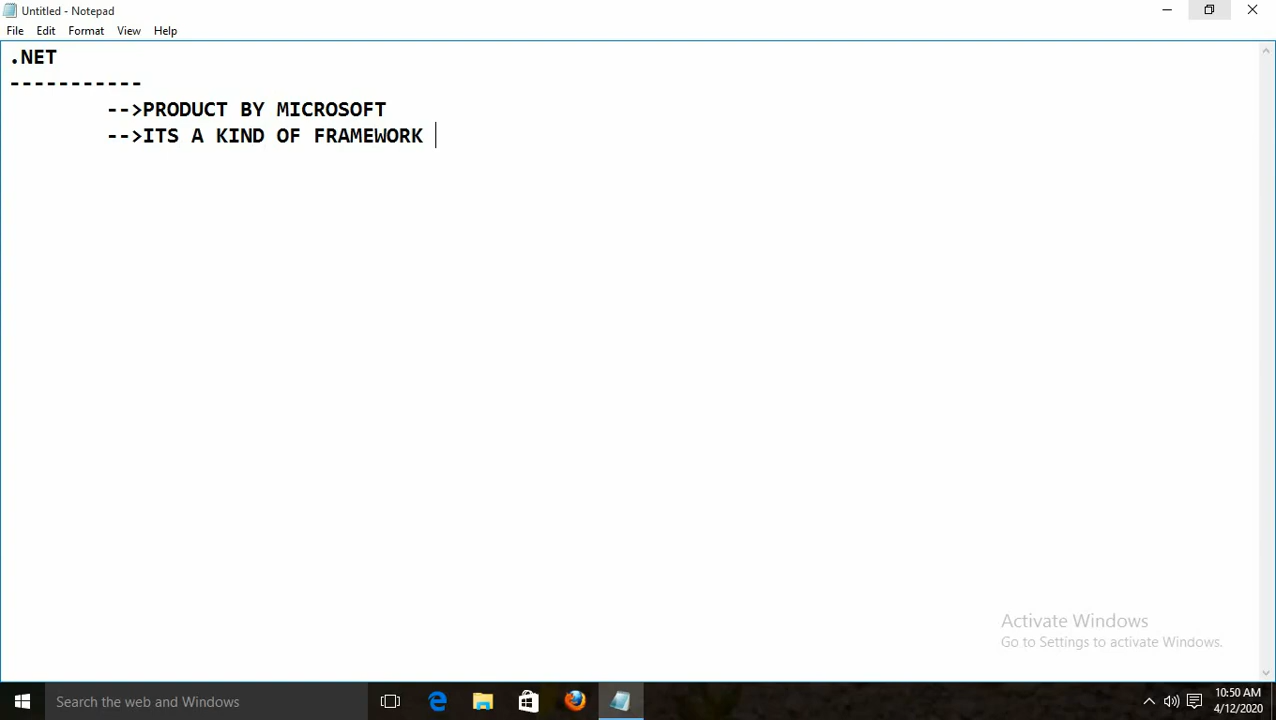 Untitled - Notepad
File Edit Format View Help
.NET
-----------
-->PRODUCT BY MICROSOFT
-->ITS A KIND OF FRAMEWORK
Activate Windows
Go to Settings to activate Windows.
Search the web and Windows
10:50 AM
4/12/2020